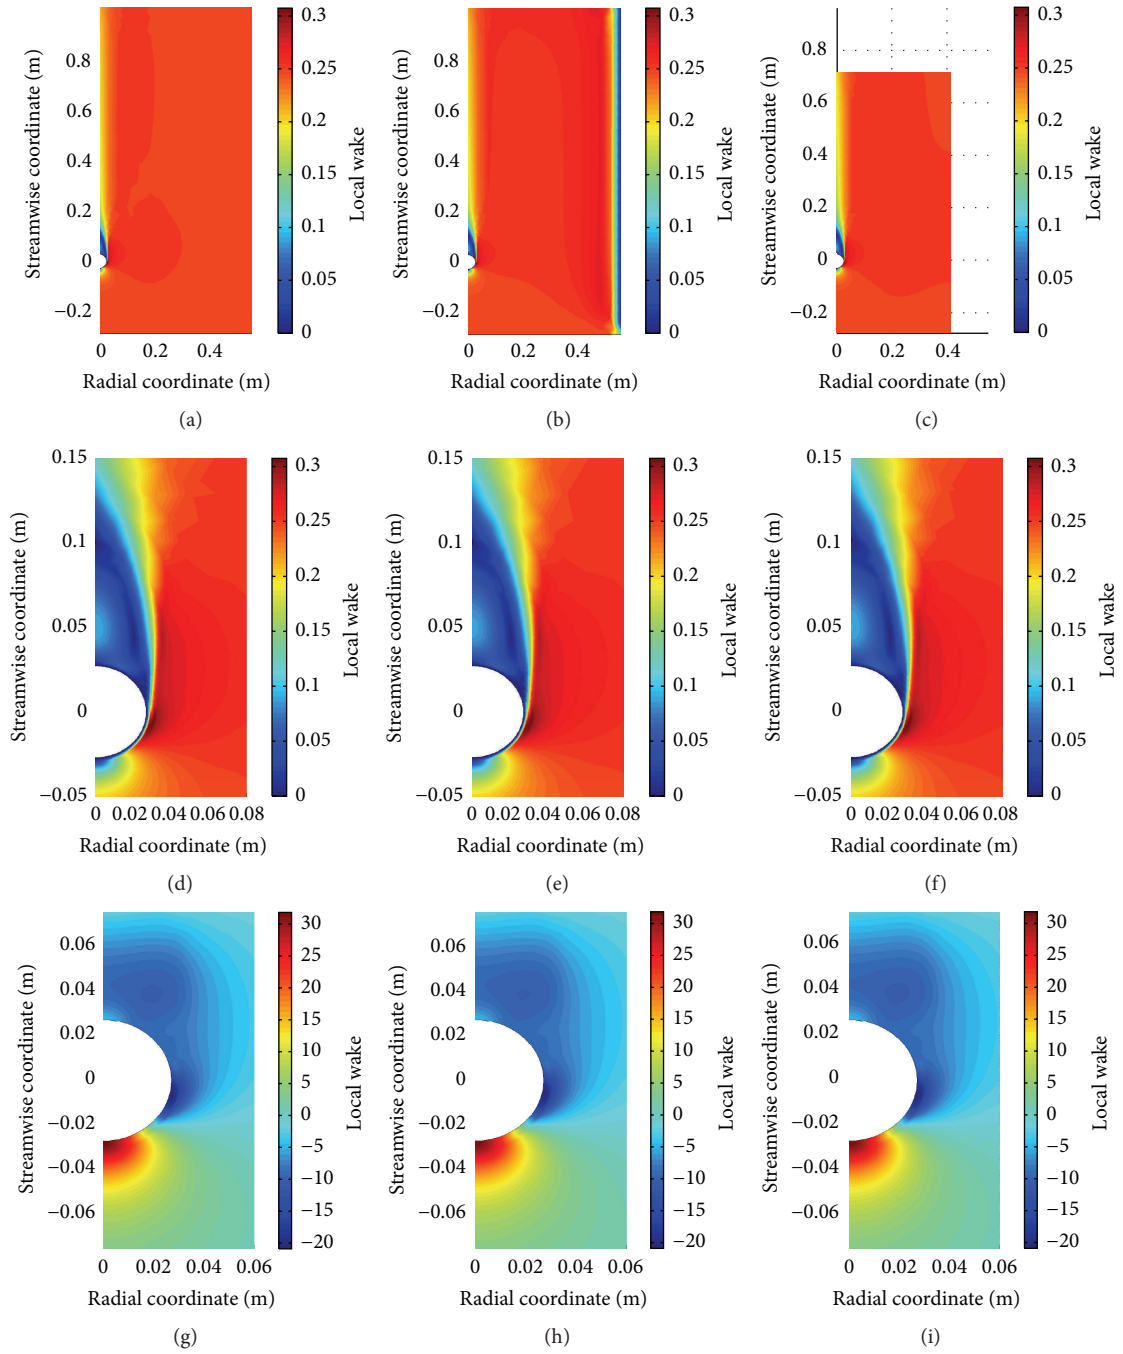 Streamwise coordinate (m)
0.8
0.6
0.4
0.2
0
−0.2
0 0.2 0.4
Radial coordinate (m)
0.3
0.25
0.2
0.15
0.1
0.05
0
Local wake
(a)
Streamwise coordinate (m)
0.8
0.6
0.4
0.2
0
−0.2
0 0.2 0.4
Radial coordinate (m)
0.3
0.25
0.2
0.15
0.1
0.05
0
Local wake
(b)
Streamwise coordinate (m)
0.8
0.6
0.4
0.2
0
−0.2
0 0.2 0.4
Radial coordinate (m)
0.3
0.25
0.2
0.15
0.1
0.05
0
Local wake
(c)
Streamwise coordinate (m)
0.15
0.1
0.05
0
−0.05
0 0.02 0.04 0.06 0.08
Radial coordinate (m)
0.3
0.25
0.2
0.15
0.1
0.05
0
Local wake
(d)
Streamwise coordinate (m)
0.15
0.1
0.05
0
−0.05
0 0.02 0.04 0.06 0.08
Radial coordinate (m)
0.3
0.25
0.2
0.15
0.1
0.05
0
Local wake
(e)
Streamwise coordinate (m)
0.15
0.1
0.05
0
−0.05
0 0.02 0.04 0.06 0.08
Radial coordinate (m)
0.3
0.25
0.2
0.15
0.1
0.05
0
Local wake
(f)
Streamwise coordinate (m)
0.06
0.04
0.02
0
−0.02
−0.04
−0.06
0 0.02 0.04 0.06
Radial coordinate (m)
30
25
20
15
10
5
0
−5
−10
−15
−20
Local wake
(g)
Streamwise coordinate (m)
0.06
0.04
0.02
0
−0.02
−0.04
−0.06
0 0.02 0.04 0.06
Radial coordinate (m)
30
25
20
15
10
5
0
−5
−10
−15
−20
Local wake
(h)
Streamwise coordinate (m)
0.06
0.04
0.02
0
−0.02
−0.04
−0.06
0 0.02 0.04 0.06
Radial coordinate (m)
30
25
20
15
10
5
0
−5
−10
−15
−20
Local wake
(i)